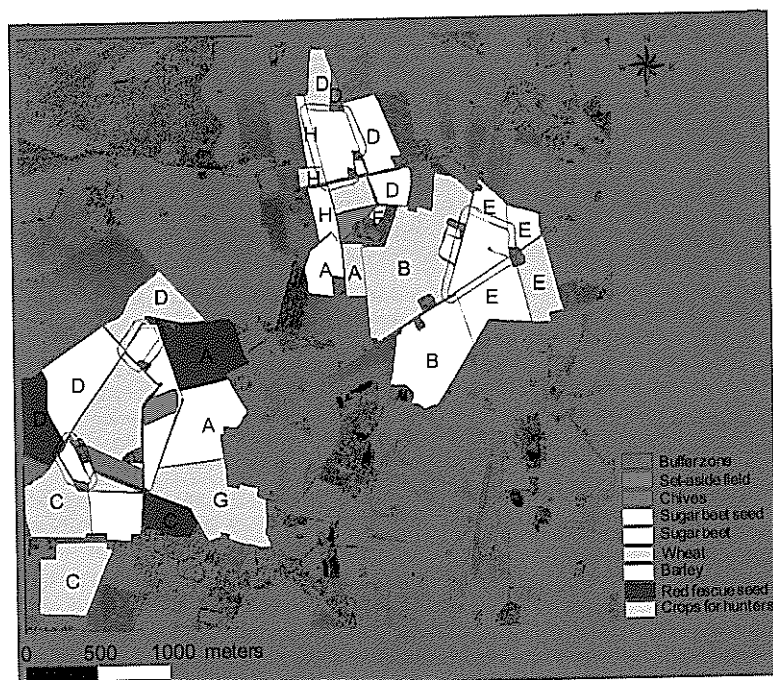 D
D
H D
H D
H F
E
E
A A B
E E
B
D
D A
D A
C G
C
C
Bufferzone
Set-aside field
Chives
Sugar beet seed
Sugar beet
Wheat
Barley
Red fescue seed
Crops for hunters
0 500 1000 meters